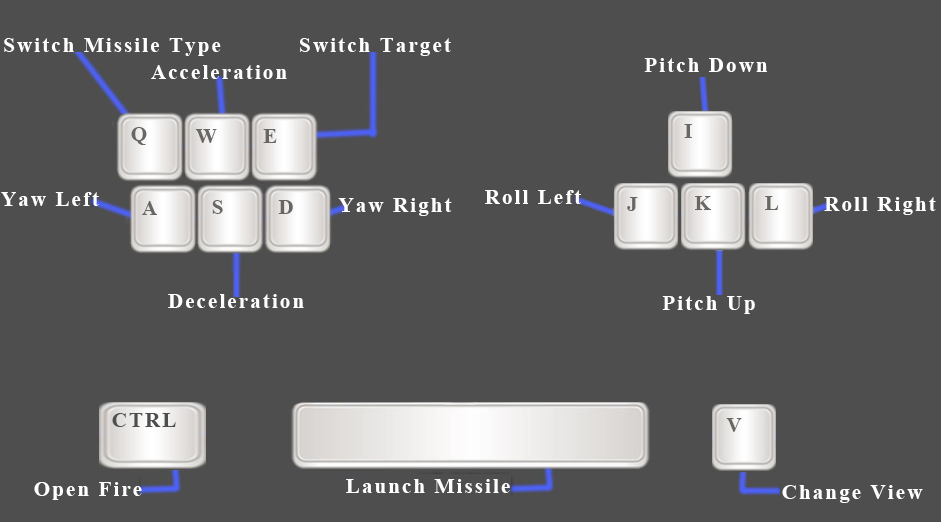 Switch Missile Type
Switch Target
Acceleration
Pitch Down
Q W E
I
Yaw Left
A S D
Yaw Right
Roll Left
J K L
Roll Right
Deceleration
Pitch Up
CTRL
V
Open Fire
Launch Missile
Change View